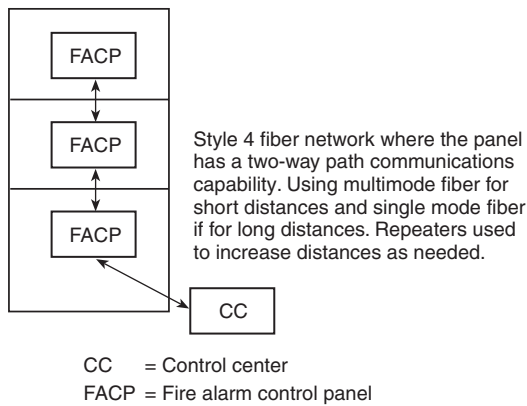 FACP
FACP
Style 4 fiber network where the panel
has a two-way path communications
capability. Using multimode fiber for
short distances and single mode fiber
if for long distances. Repeaters used
to increase distances as needed.
FACP
CC
CC = Control center
FACP = Fire alarm control panel